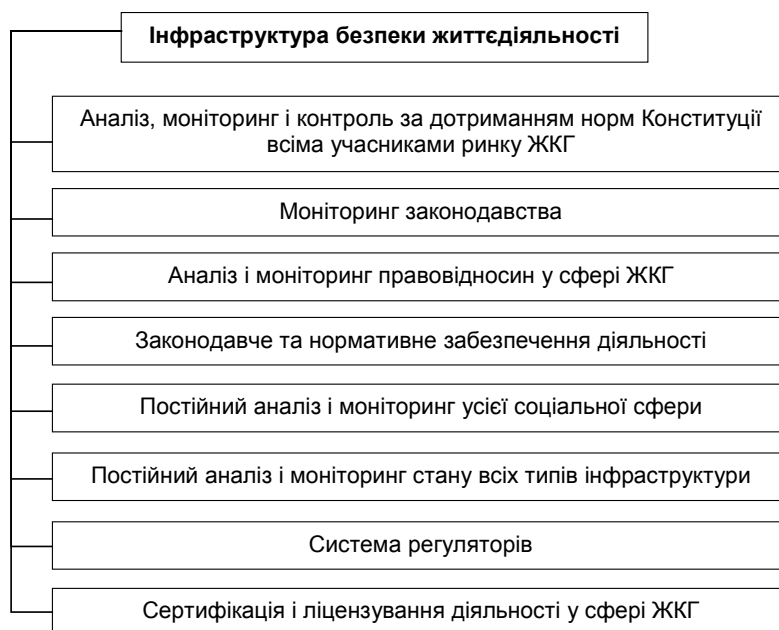 Інфраструктура безпеки життєдіяльності
Аналіз, моніторинг і контроль за дотриманням норм Конституції
всіма учасниками ринку ЖКГ
Моніторинг законодавства
Аналіз і моніторинг правовідносин у сфері ЖКГ
Законодавче та нормативне забезпечення діяльності
Постійний аналіз і моніторинг усієї соціальної сфери
Постійний аналіз і моніторинг стану всіх типів інфраструктури
Система регуляторів
Сертифікація і ліцензування діяльності у сфері ЖКГ